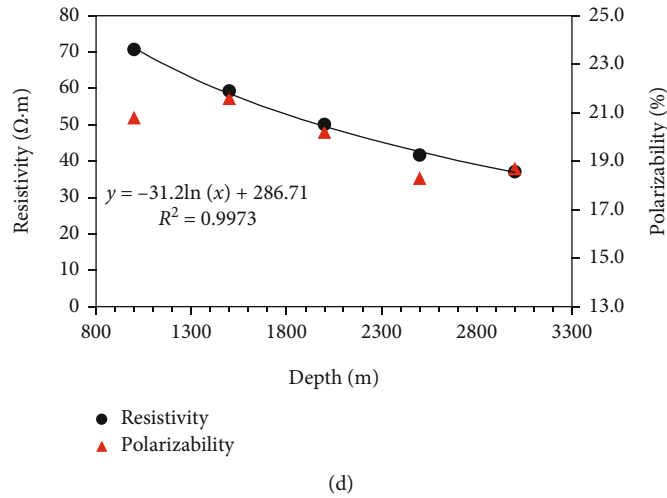 80
70
60
50
40
30
20
10
0
Resistivity (Ω·m)
y = –31.2ln (x) + 286.71
R² = 0.9973
25.0
23.0
21.0
19.0
17.0
15.0
13.0
Polarizability (%)
800 1300 1800 2300 2800 3300
Depth (m)
Resistivity
Polarizability
(d)